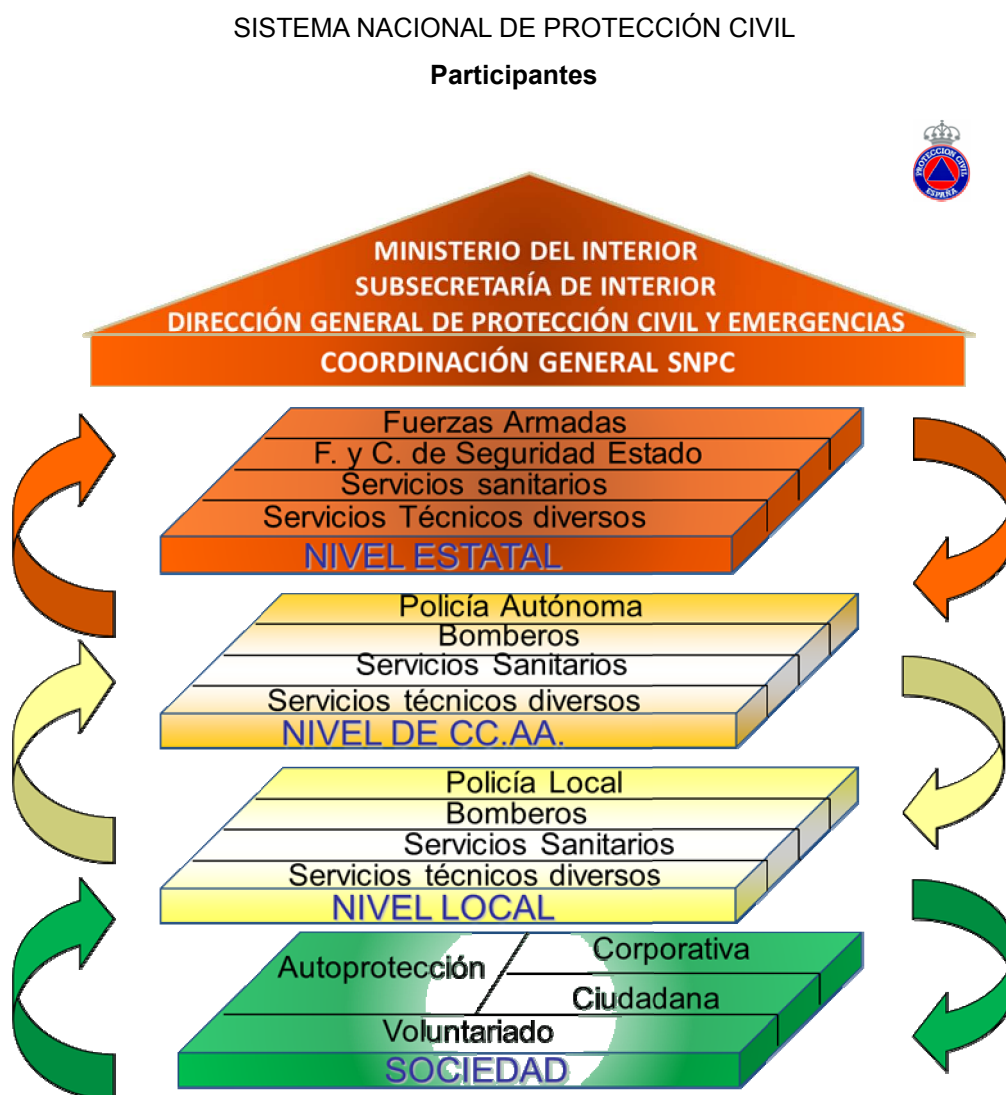 SISTEMA NACIONAL DE PROTECCIÓN CIVIL
Participantes
PROTECCION CIVIL
ESPAÑA
MINISTERIO DEL INTERIOR
SUBSECRETARÍA DE INTERIOR
DIRECCIÓN GENERAL DE PROTECCIÓN CIVIL Y EMERGENCIAS
COORDINACIÓN GENERAL SNPC
Fuerzas Armadas
F. y C. de Seguridad Estado
Servicios sanitarios
Servicios Técnicos diversos
NIVEL ESTATAL
Policía Autónoma
Bomberos
Servicios Sanitarios
Servicios técnicos diversos
NIVEL DE CC.AA.
Policía Local
Bomberos
Servicios Sanitarios
Servicios técnicos diversos
NIVEL LOCAL
Autoprotección
Corporativa
Ciudadana
Voluntariado
SOCIEDAD